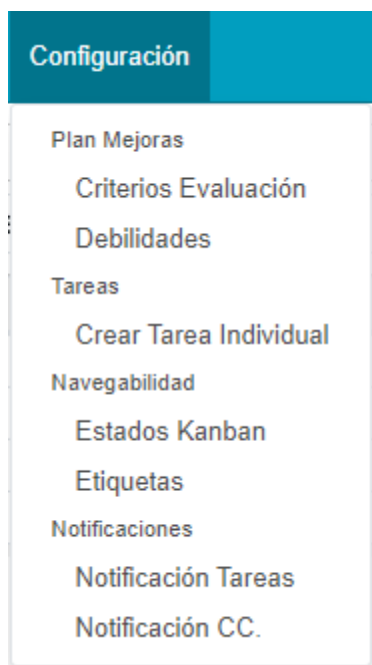 Configuración
Plan Mejoras
Criterios Evaluación
Debilidades
Tareas
Crear Tarea Individual
Navegabilidad
Estados Kanban
Etiquetas
Notificaciones
Notificación Tareas
Notificación CC.